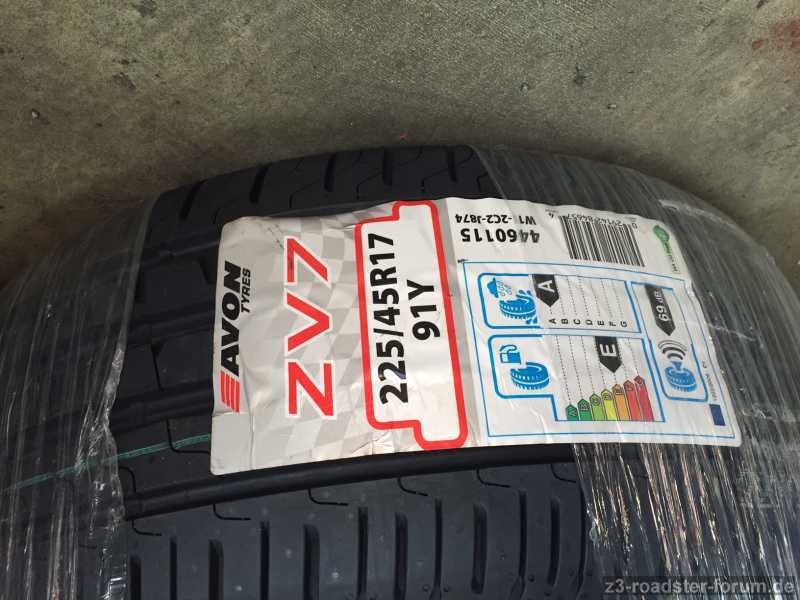 AVON
TYRES
ZV7
225/45R17
91Y
4460115
A
A
B
C
D
E
F
G
E
69 dB
z3-roadster-forum.de